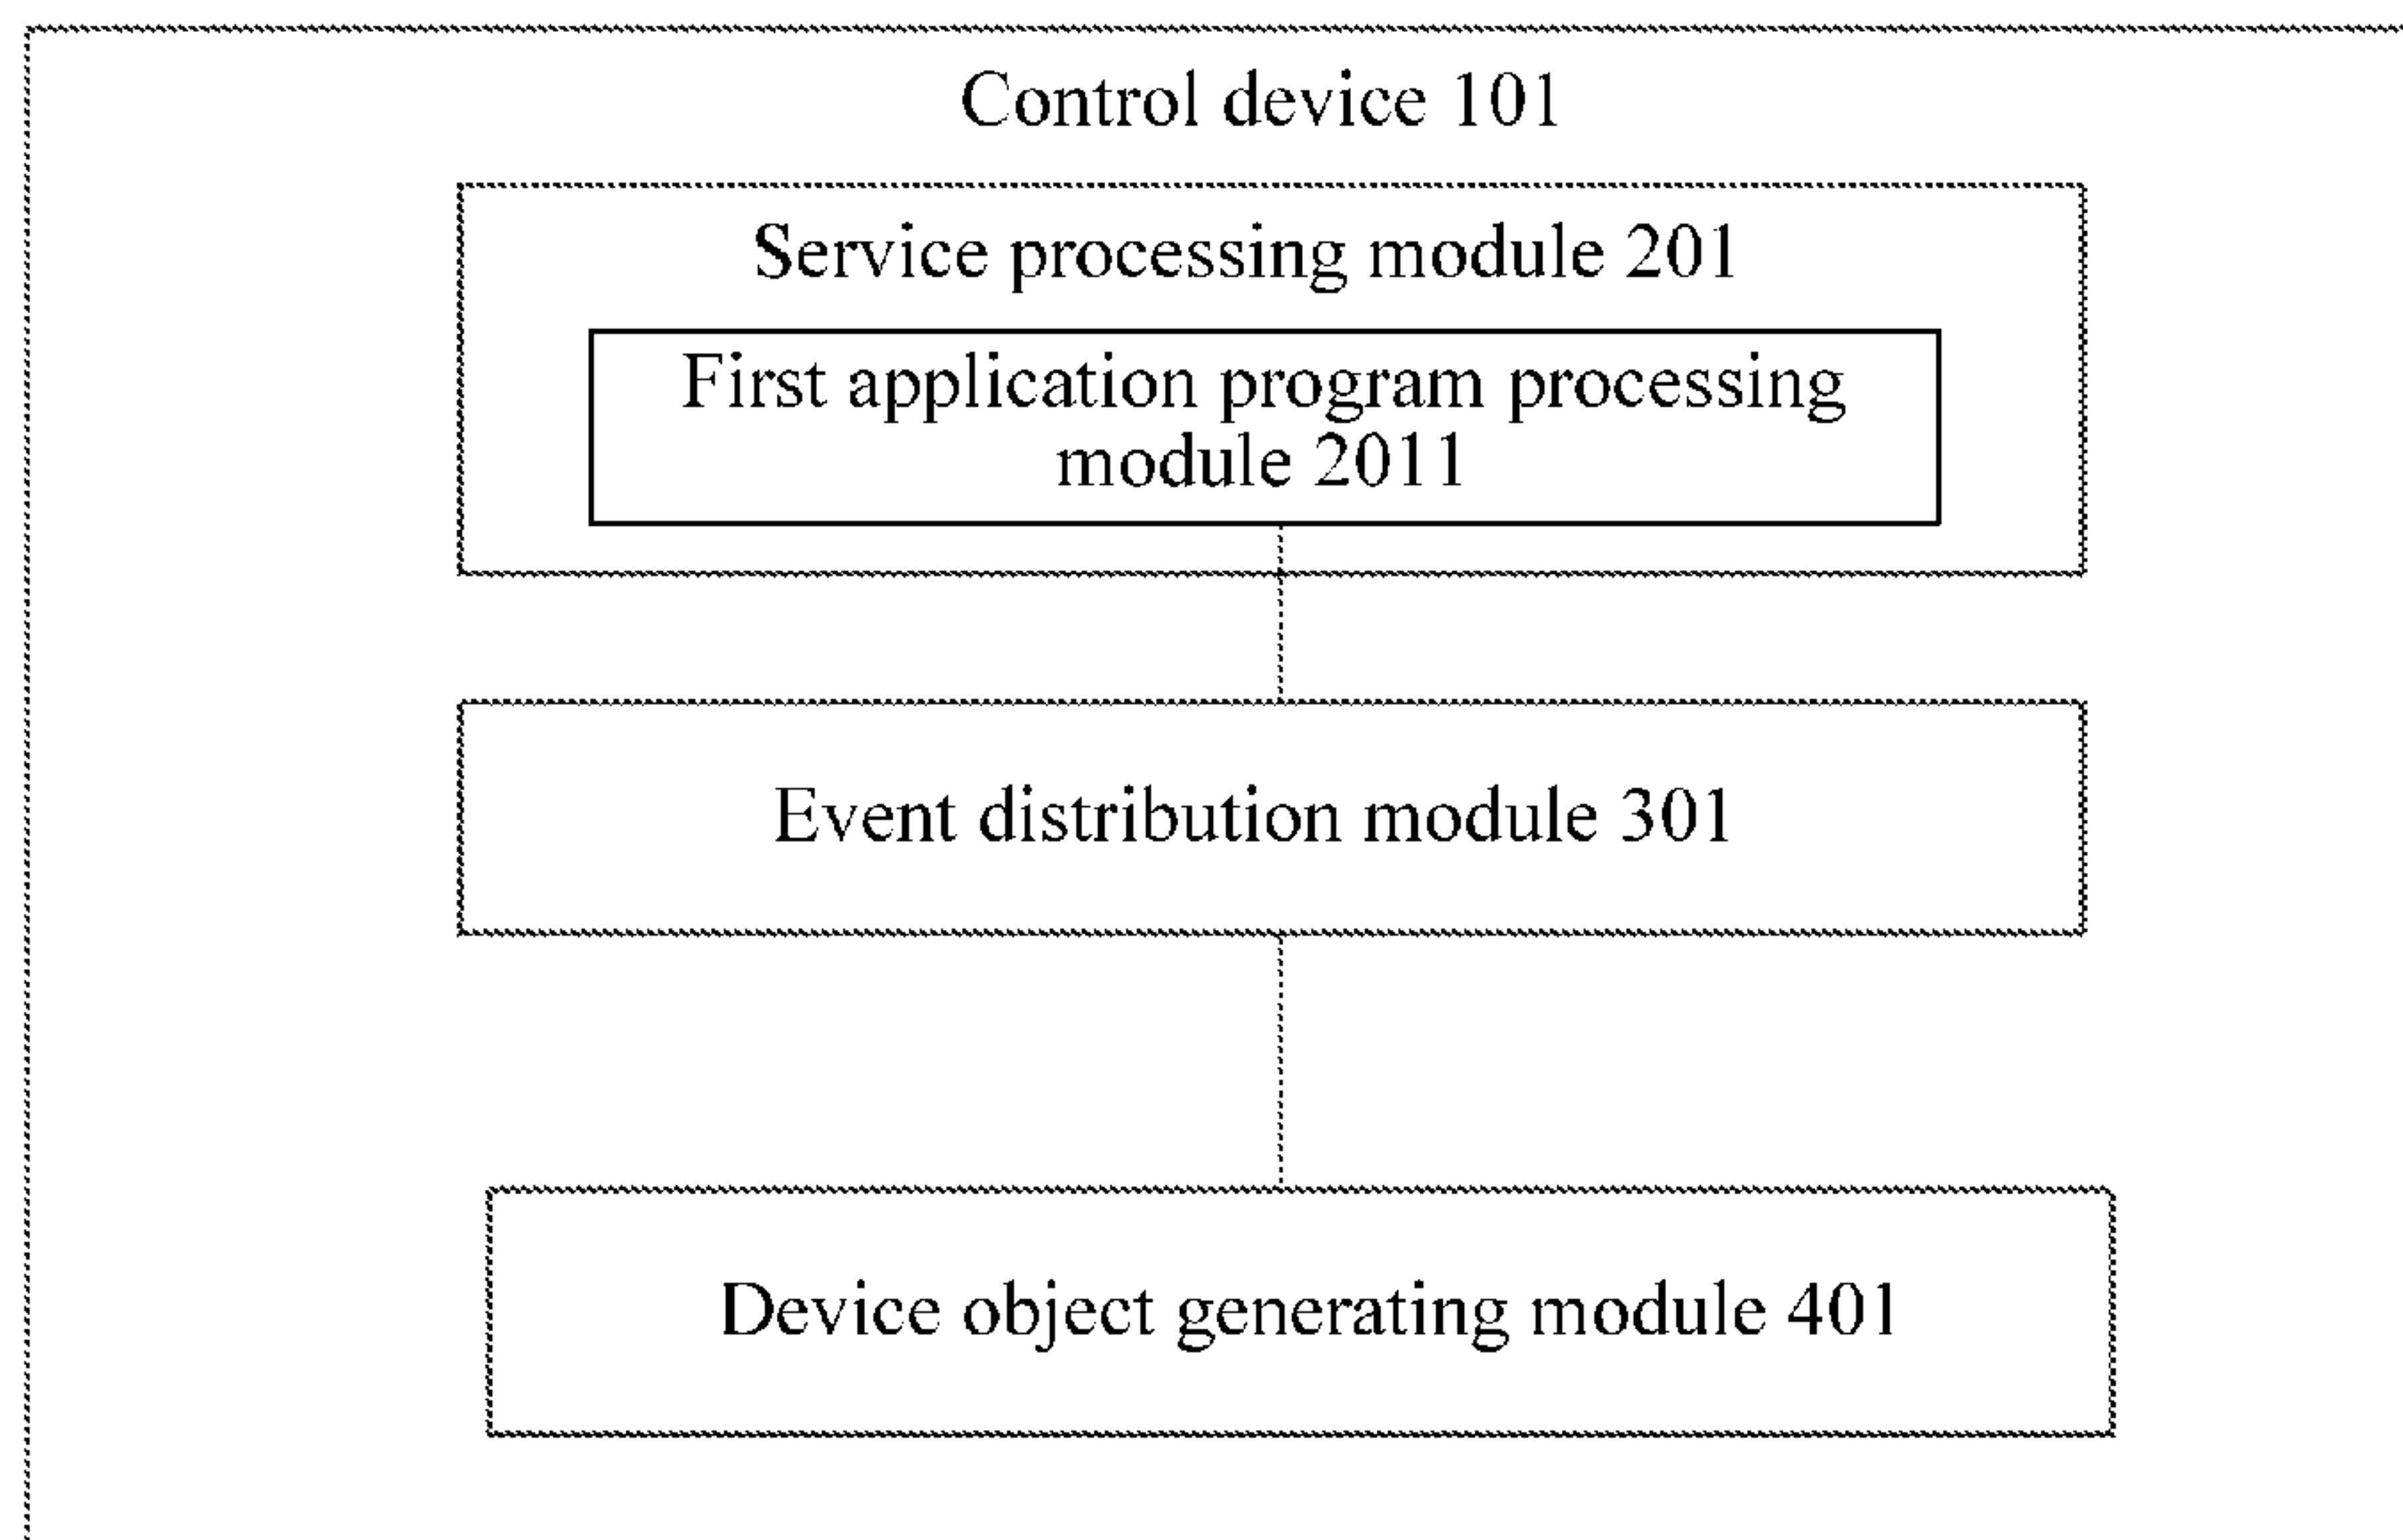 Control device 101
Service processing module 201
First application program processing
module 2011
Event distribution module 301
Device object generating module 401